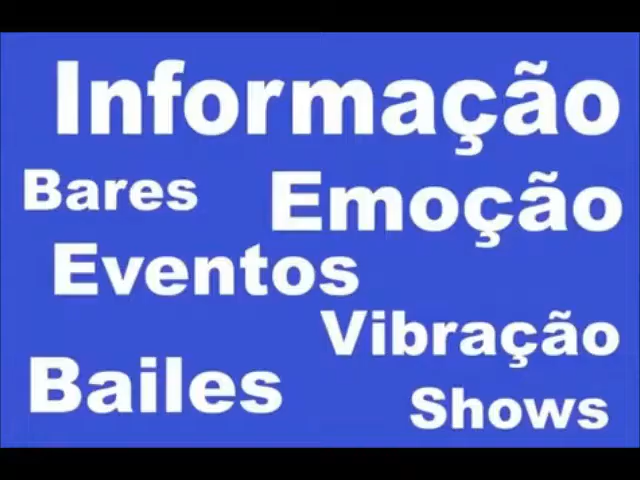 Informação
Bares
Emoção
Eventos
Vibração
Bailes
Shows